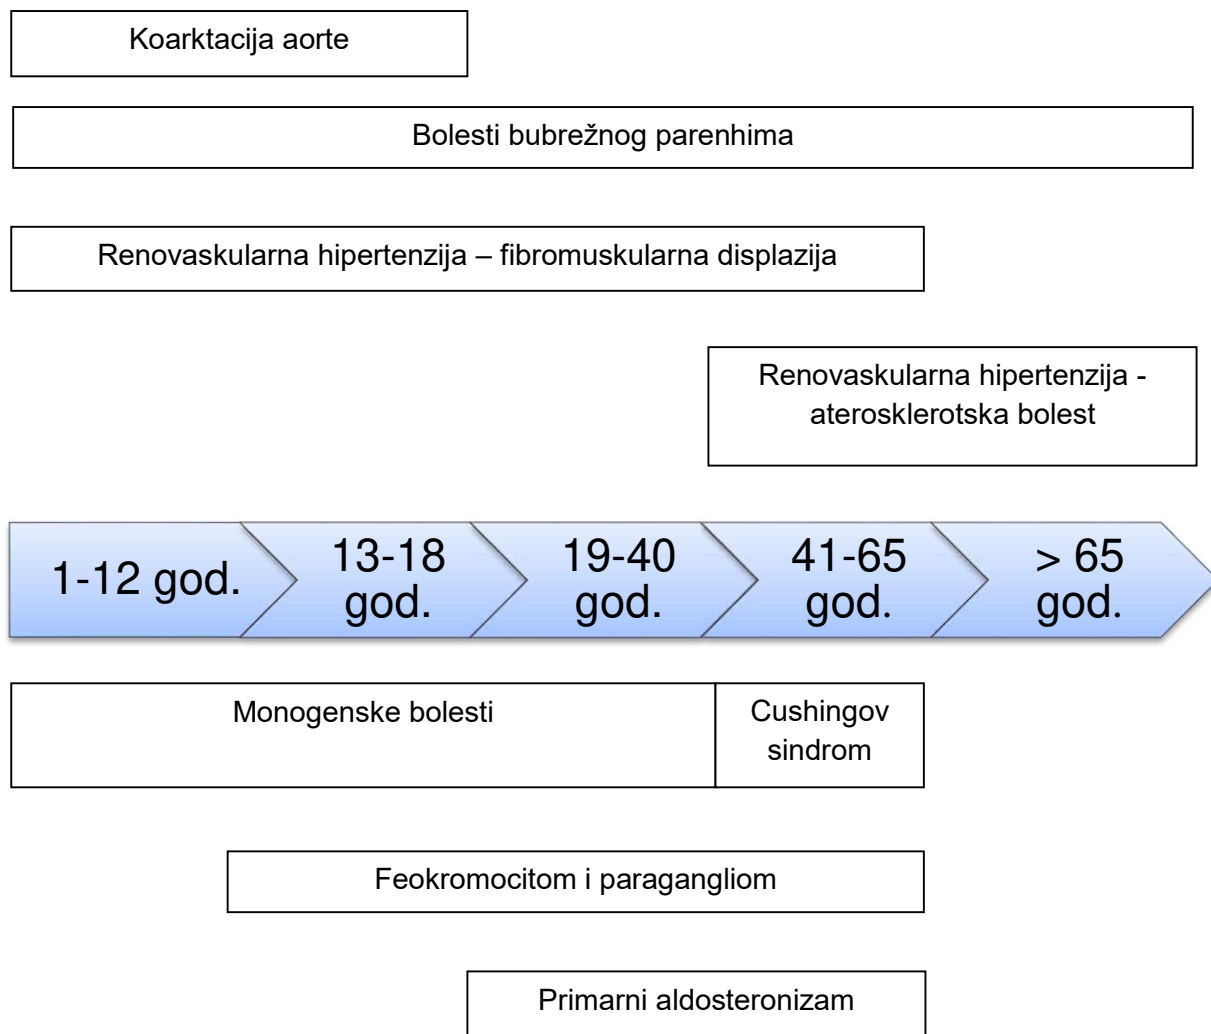 Koarktacija aorte
Bolesti bubrežnog parenhima
Renovaskularna hipertenzija – fibromuskularna displazija
Renovaskularna hipertenzija -
aterosklerotska bolest
1-12 god.
13-18
god.
19-40
god.
41-65
god.
> 65
god.
Monogenske bolesti
Cushingov
sindrom
Feokromocitom i paragangliom
Primarni aldosteronizam